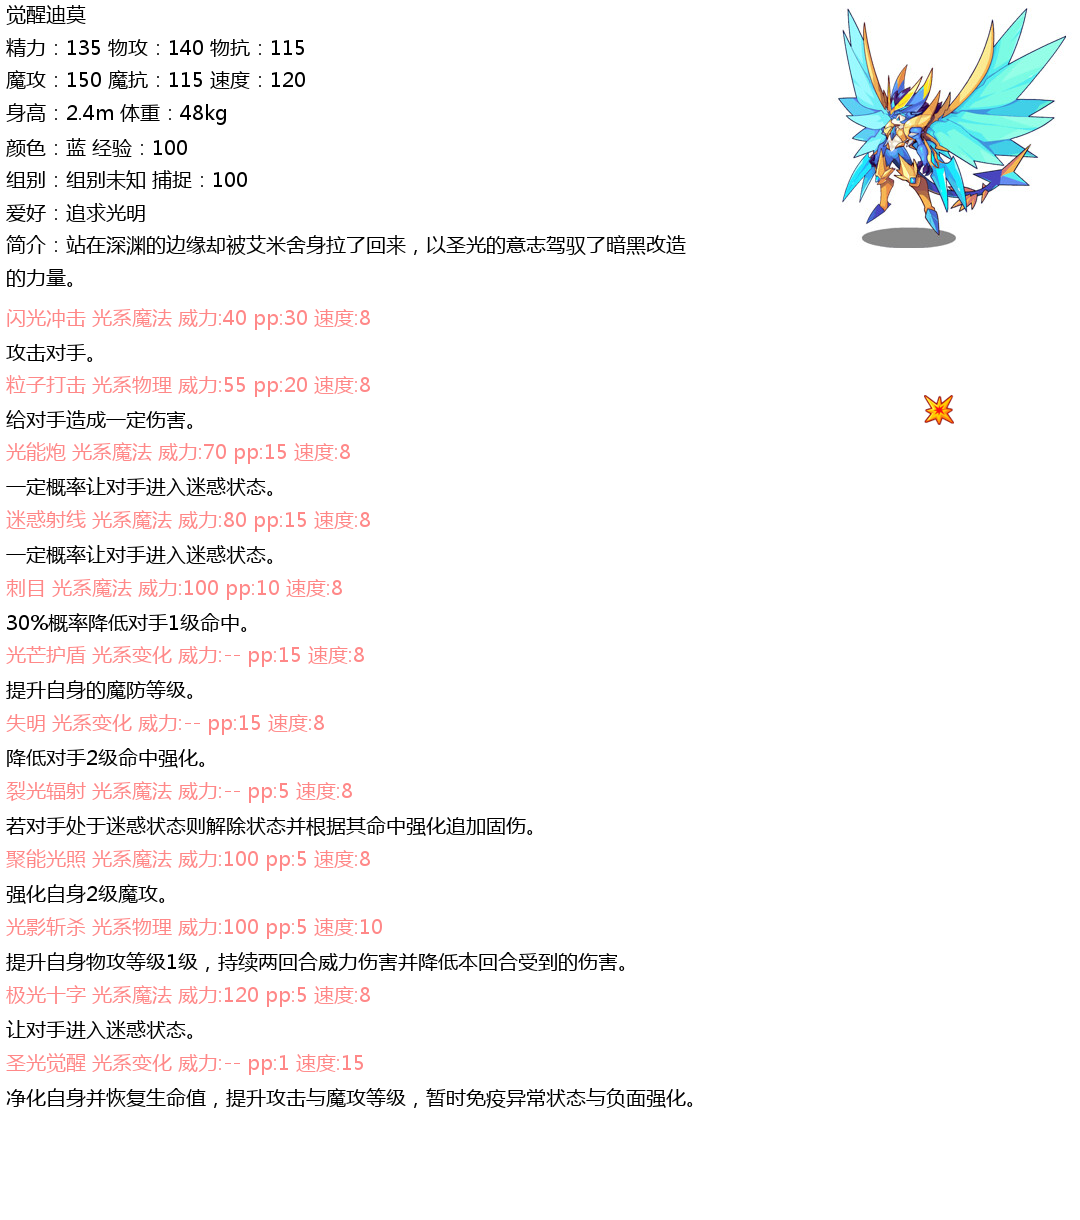 觉醒迪莫
精力：135 物攻：140 物抗：115
魔攻：150 魔抗：115 速度：120
身高：2.4m 体重：48kg
颜色：蓝 经验：100
组别：组别未知 捕捉：100
爱好：追求光明
简介：站在深渊的边缘却被艾米舍身拉了回来，以圣光的意志驾驭了暗黑改造
的力量。
闪光冲击 光系魔法 威力:40 pp:30 速度:8
攻击对手。
粒子打击 光系物理 威力:55 pp:20 速度:8
给对手造成一定伤害。
光能炮 光系魔法 威力:70 pp:15 速度:8
一定概率让对手进入迷惑状态。
迷惑射线 光系魔法 威力:80 pp:15 速度:8
一定概率让对手进入迷惑状态。
刺目 光系魔法 威力:100 pp:10 速度:8
30%概率降低对手1级命中。
光芒护盾 光系变化 威力:-- pp:15 速度:8
提升自身的魔防等级。
失明 光系变化 威力:-- pp:15 速度:8
降低对手2级命中强化。
裂光辐射 光系魔法 威力:-- pp:5 速度:8
若对手处于迷惑状态则解除状态并根据其命中强化追加固伤。
聚能光照 光系魔法 威力:100 pp:5 速度:8
强化自身2级魔攻。
光影斩杀 光系物理 威力:100 pp:5 速度:10
提升自身物攻等级1级，持续两回合威力伤害并降低本回合受到的伤害。
极光十字 光系魔法 威力:120 pp:5 速度:8
让对手进入迷惑状态。
圣光觉醒 光系变化 威力:-- pp:1 速度:15
净化自身并恢复生命值，提升攻击与魔攻等级，暂时免疫异常状态与负面强化。